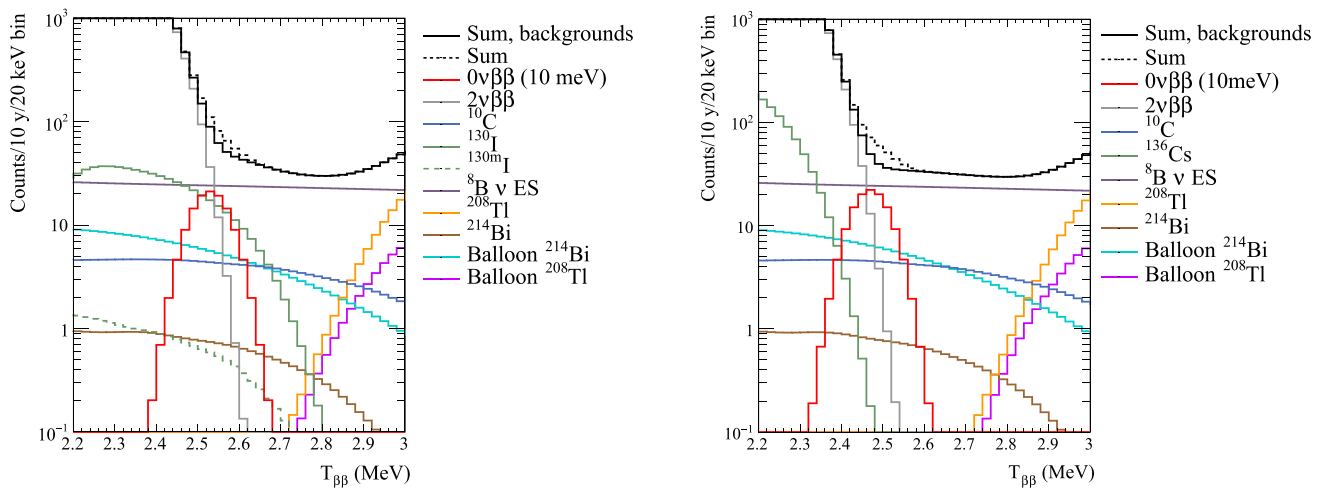 Counts/10 y/20 keV bin
10³
10²
10
1
10⁻¹
2.2 2.3 2.4 2.5 2.6 2.7 2.8 2.9 3
Tββ (MeV)
Sum, backgrounds
Sum
0νββ (10 meV)
2νββ
¹⁰C
¹³⁰I
¹³⁰ᵐI
⁸B ν ES
²⁰⁸Tl
²¹⁴Bi
Balloon ²¹⁴Bi
Balloon ²⁰⁸Tl
Counts/10 y/20 keV bin
10³
10²
10
1
10⁻¹
2.2 2.3 2.4 2.5 2.6 2.7 2.8 2.9 3
Tββ (MeV)
Sum, backgrounds
Sum
0νββ (10meV)
2νββ
¹⁰C
¹³⁶Cs
⁸B ν ES
²⁰⁸Tl
²¹⁴Bi
Balloon ²¹⁴Bi
Balloon ²⁰⁸Tl